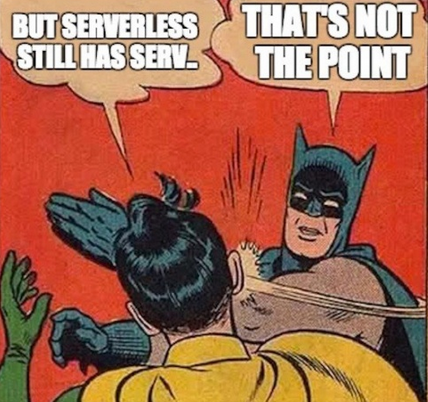 BUT SERVERLESS
STILL HAS SERV..
THAT'S NOT
THE POINT